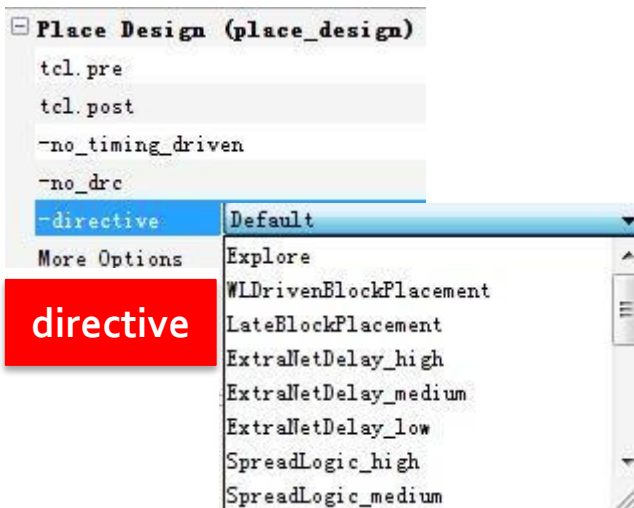 Place Design (place_design)
tcl.pre
tcl.post
-no_timing_driven
-no_drc
-directive Default
More Options Explore
WLDrivenBlockPlacement
directive
LateBlockPlacement
ExtraNetDelay_high
ExtraNetDelay_medium
ExtraNetDelay_low
SpreadLogic_high
SpreadLogic_medium